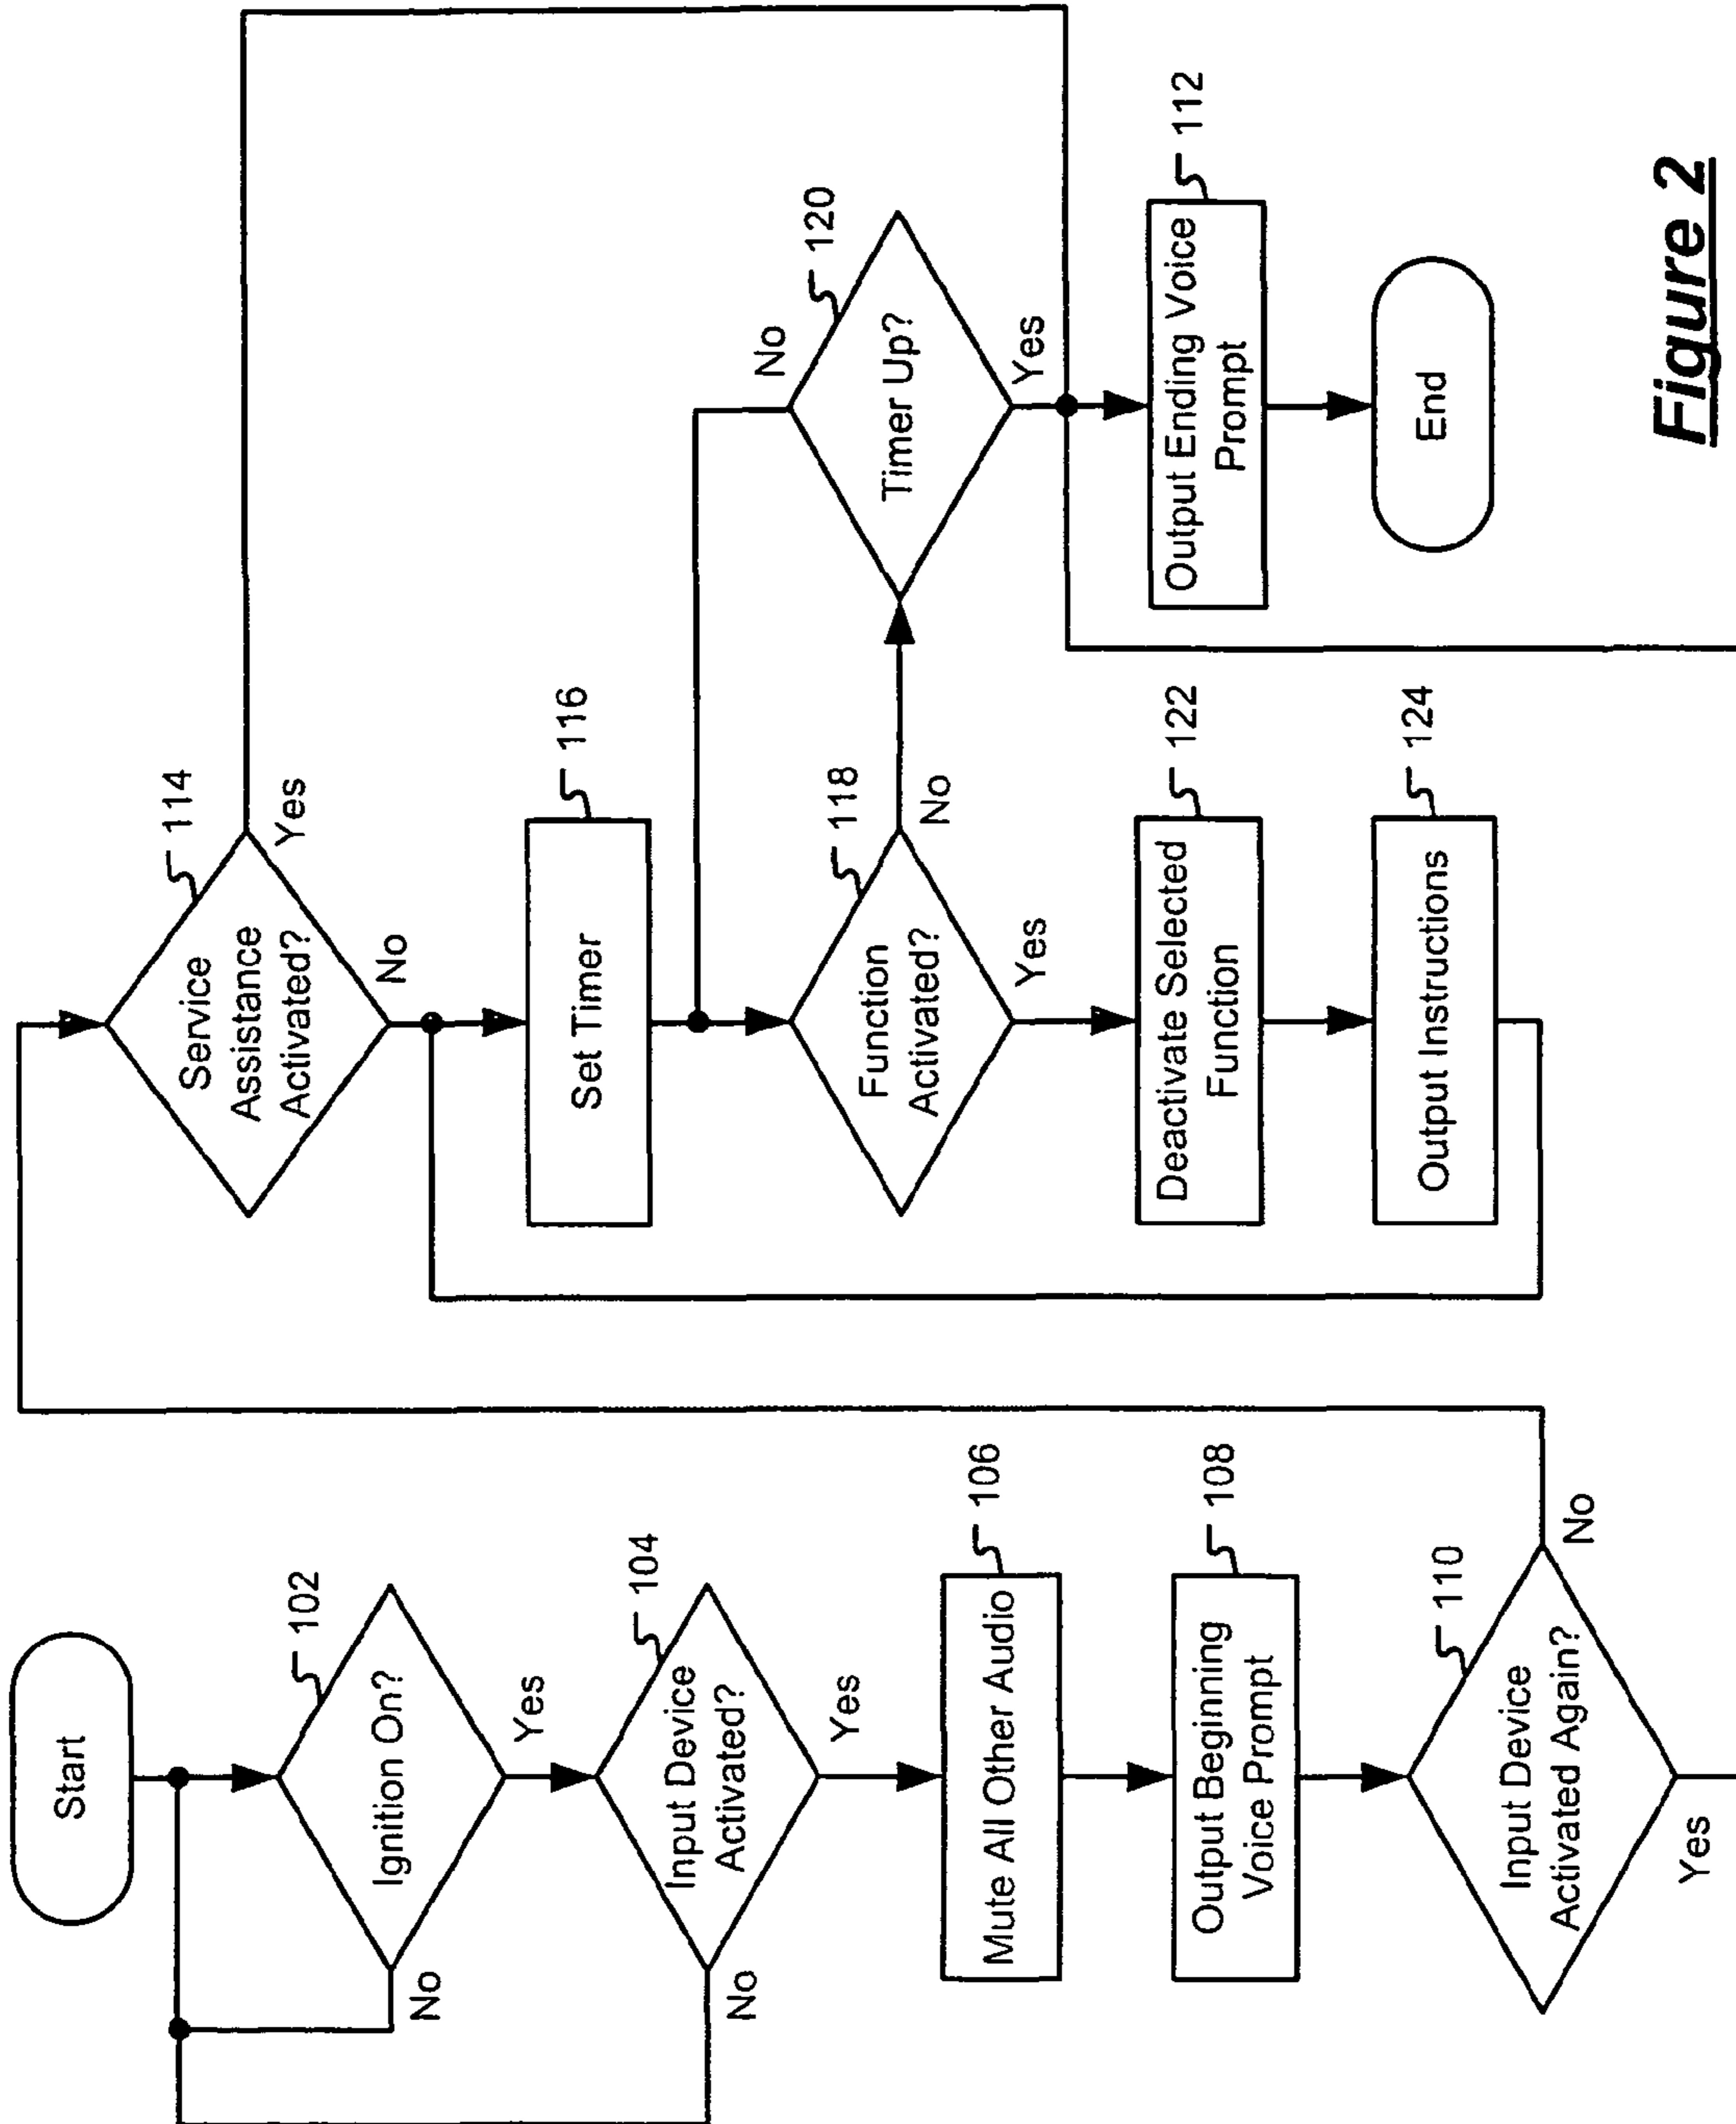 Start
102
Ignition On?
No
Yes
104
Input Device
Activated?
No
Yes
106
Mute All Other Audio
108
Output Beginning
Voice Prompt
110
Input Device
Activated Again?
No
Yes
114
Service
Assistance
Activated?
Yes
No
116
Set Timer
118
Function
Activated?
No
Yes
122
Deactivate Selected
Function
124
Output Instructions
120
Timer Up?
No
Yes
112
Output Ending Voice
Prompt
End
Figure 2